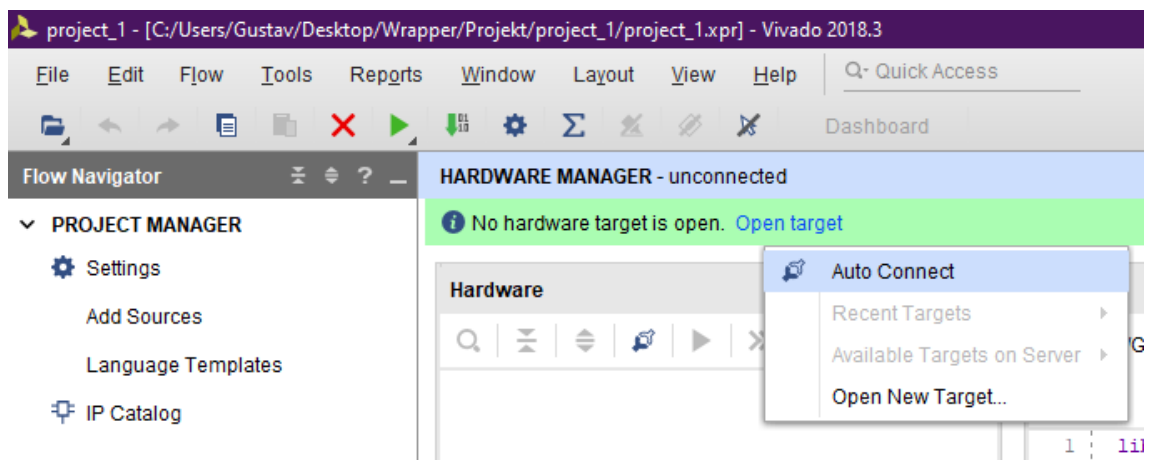 project_1 - [C:/Users/Gustav/Desktop/Wrapper/Projekt/project_1/project_1.xpr] - Vivado 2018.3
File Edit Flow Tools Reports Window Layout View Help Q- Quick Access
Dashboard
Flow Navigator ? _
HARDWARE MANAGER - unconnected
PROJECT MANAGER
No hardware target is open. Open target
Settings
Auto Connect
Hardware
Add Sources
Recent Targets
Language Templates
Available Targets on Server
IP Catalog
Open New Target...
1